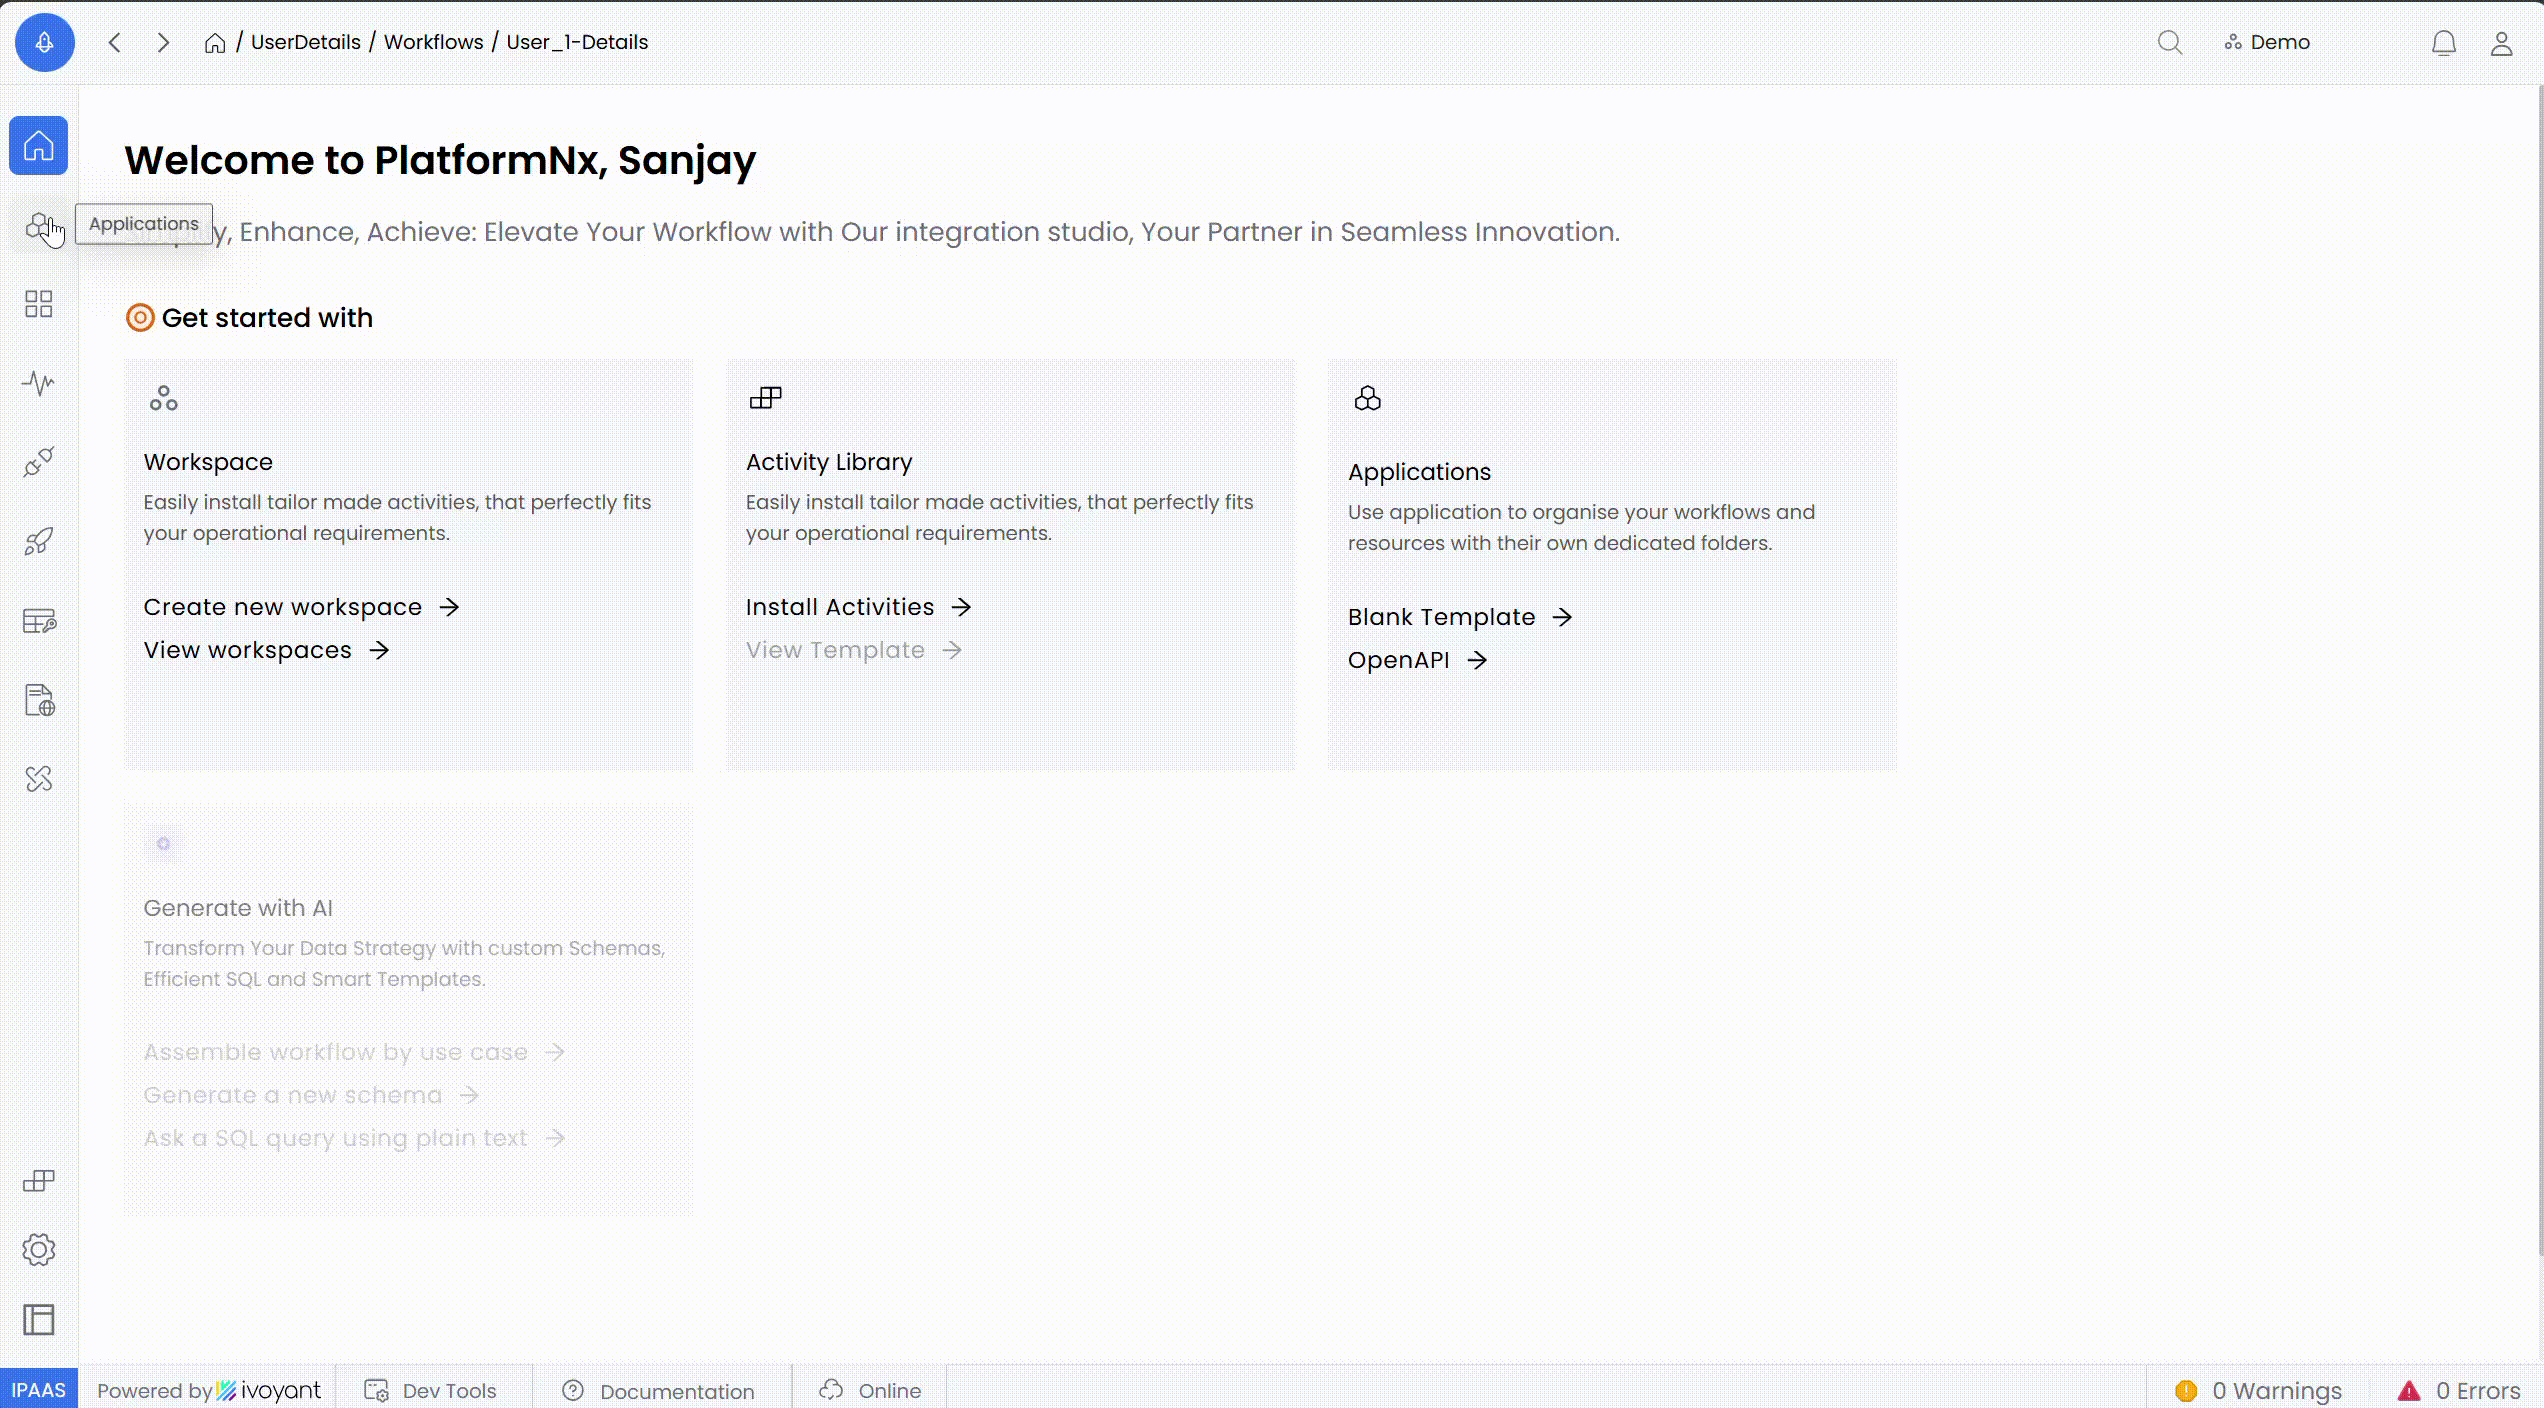 / UserDetails / Workflows / User_1-Details
Demo
Welcome to PlatformNx, Sanjay
Applications
Enhance, Achieve: Elevate Your Workflow with Our integration studio, Your Partner in Seamless Innovation.
Get started with
Workspace
Easily install tailor made activities, that perfectly fits
your operational requirements.
Create new workspace
View workspaces
Activity Library
Easily install tailor made activities, that perfectly fits
your operational requirements.
Install Activities
View Template
Applications
Use application to organise your workflows and
resources with their own dedicated folders.
Blank Template
OpenAPI
Generate with AI
Transform Your Data Strategy with custom Schemas,
Efficient SQL and Smart Templates.
Assemble workflow by use case
Generate a new schema
Ask a SQL query using plain text
IPAAS
Powered by ivoyant
Dev Tools
Documentation
Online
0 Warnings
0 Errors